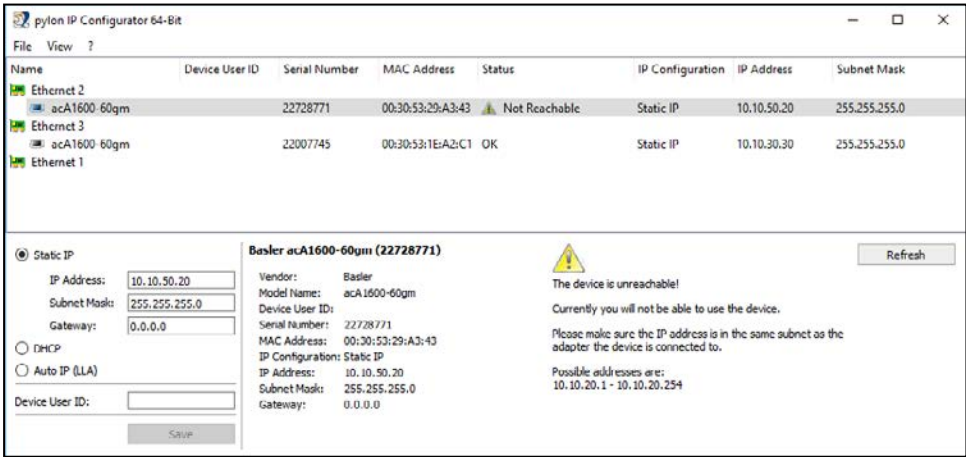 pylon IP Configurator 64-Bit
File View ?
Name Device User ID Serial Number MAC Address Status IP Configuration IP Address Subnet Mask
Ethernet 2
acA1600-60gm 22728771 00:30:53:29:A3:43 Not Reachable Static IP 10.10.50.20 255.255.255.0
Ethernet 3
acA1600-60gm 22007745 00:30:53:1E:A2:C1 OK Static IP 10.10.30.30 255.255.255.0
Ethernet 1
Static IP
IP Address: 10.10.50.20
Subnet Mask: 255.255.255.0
Gateway: 0.0.0.0
DHCP
Auto IP (LLA)
Device User ID:
Save
Basler acA1600-60gm (22728771)
Vendor: Basler
Model Name: acA1600-60gm
Device User ID:
Serial Number: 22728771
MAC Address: 00:30:53:29:A3:43
IP Configuration: Static IP
IP Address: 10.10.50.20
Subnet Mask: 255.255.255.0
Gateway: 0.0.0.0
The device is unreachable!
Currently you will not be able to use the device.
Please make sure the IP address is in the same subnet as the
adapter the device is connected to.
Possible addresses are:
10.10.20.1 - 10.10.20.254
Refresh